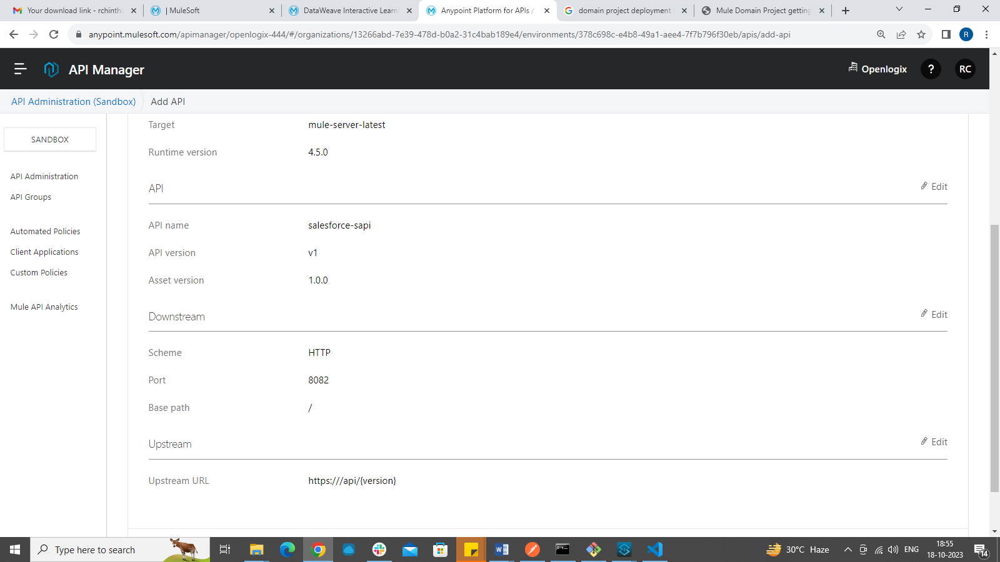 Your download link - rchintha
| MuleSoft
DataWeave Interactive Learn
Anypoint Platform for APIs /
domain project deployment
Mule Domain Project getting
anypoint.mulesoft.com/apimanager/openlogix-444/#/organizations/13266abd-7e39-478d-b0a2-31c4bab189e4/environments/378c698c-e4b8-49a1-aee4-7f7b796f30eb/apis/add-api
R
API Manager
Openlogix
?
RC
API Administration (Sandbox)
Add API
SANDBOX
API Administration
API Groups
Automated Policies
Client Applications
Custom Policies
Mule API Analytics
Target mule-server-latest
Runtime version 4.5.0
API Edit
API name salesforce-sapi
API version v1
Asset version 1.0.0
Downstream Edit
Scheme HTTP
Port 8082
Base path /
Upstream Edit
Upstream URL https:///api/{version}
Type here to search
30°C Haze
ENG
18:55
18-10-2023
14